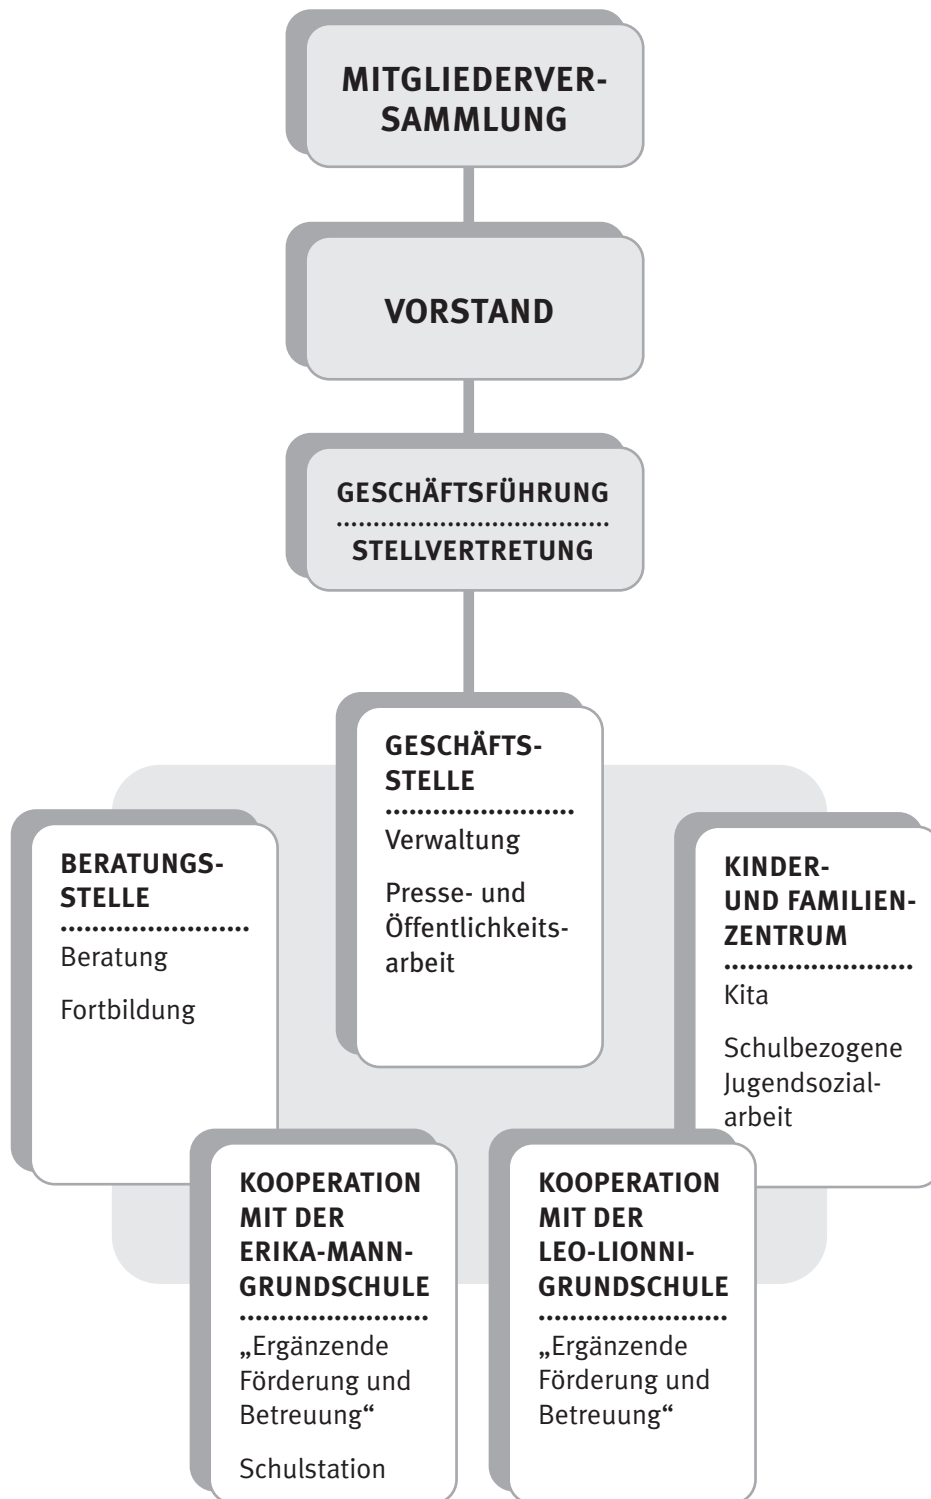 MITGLIEDERVER-
SAMMLUNG
VORSTAND
GESCHÄFTSFÜHRUNG
STELLVERTRETUNG
GESCHÄFTS-
STELLE
Verwaltung
Presse- und
Öffentlichkeits-
arbeit
BERATUNGS-
STELLE
Beratung
Fortbildung
KINDER-
UND FAMILIEN-
ZENTRUM
Kita
Schulbezogene
Jugendsozial-
arbeit
KOOPERATION
MIT DER
ERIKA-MANN-
GRUNDSCHULE
„Ergänzende
Förderung und
Betreuung“
Schulstation
KOOPERATION
MIT DER
LEO-LIONNI-
GRUNDSCHULE
„Ergänzende
Förderung und
Betreuung“